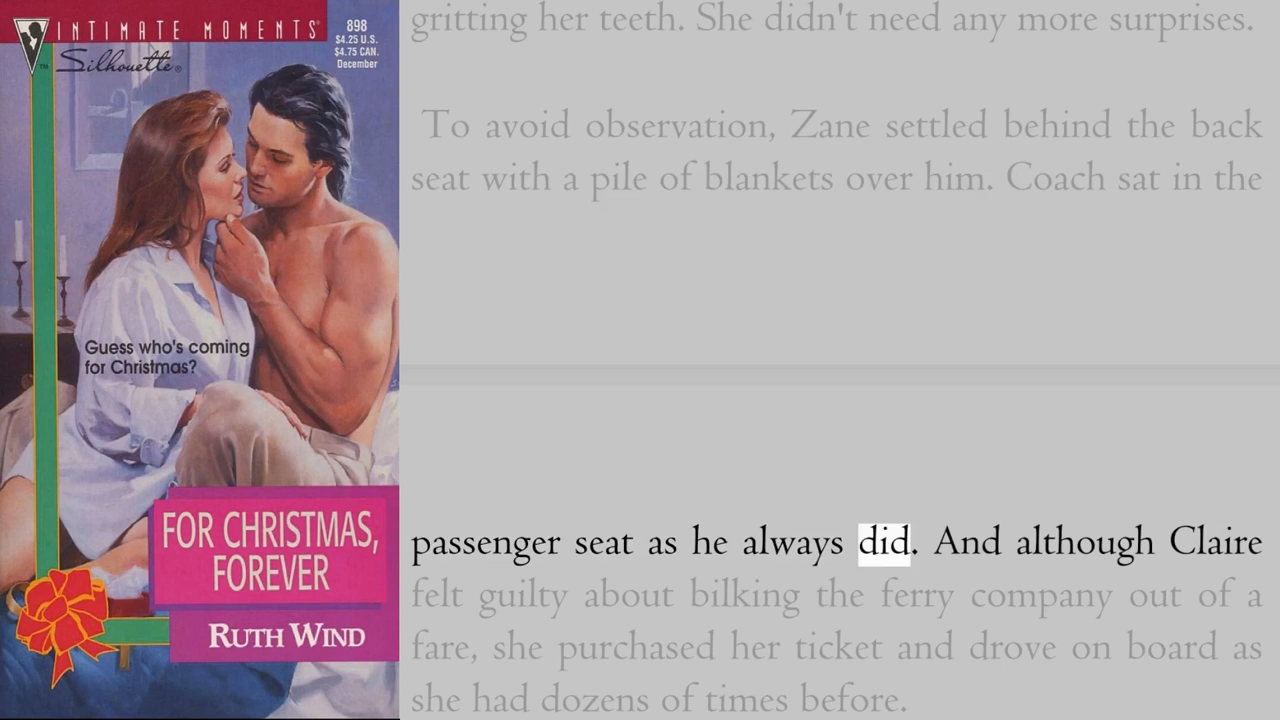 INTIMATE MOMENTS®
898
$4.25 U.S.
$4.75 CAN.
December
™
Silhouette®
Guess who's coming
for Christmas?
FOR CHRISTMAS,
FOREVER
RUTH WIND
gritting her teeth. She didn't need any more surprises.
To avoid observation, Zane settled behind the back
seat with a pile of blankets over him. Coach sat in the
passenger seat as he always did. And although Claire
felt guilty about bilking the ferry company out of a
fare, she purchased her ticket and drove on board as
she had dozens of times before.